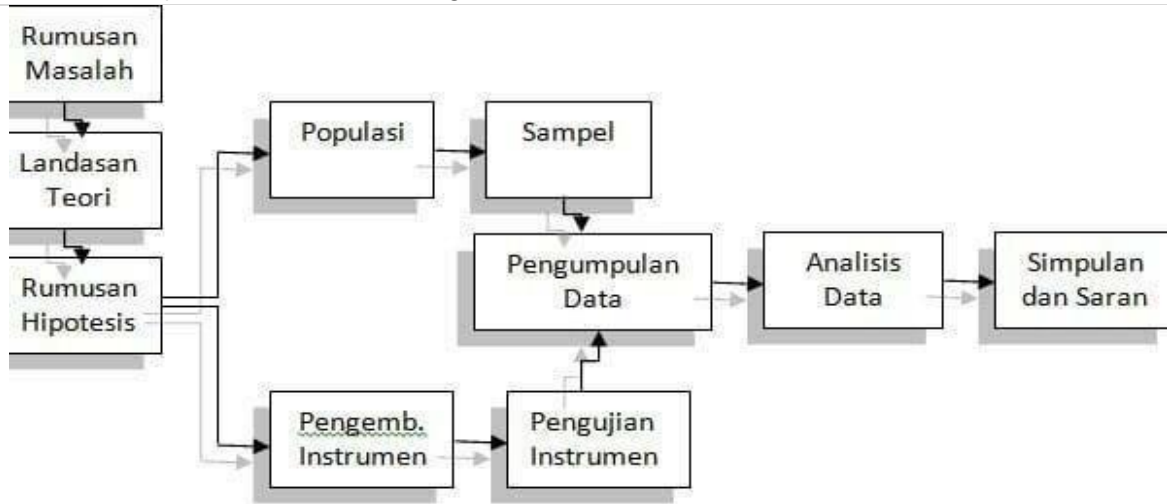 Rumusan
Masalah
Landasan
Teori
Rumusan
Hipotesis
Populasi
Sampel
Pengumpulan
Data
Analisis
Data
Simpulan
dan Saran
Pengemb.
Instrumen
Pengujian
Instrumen